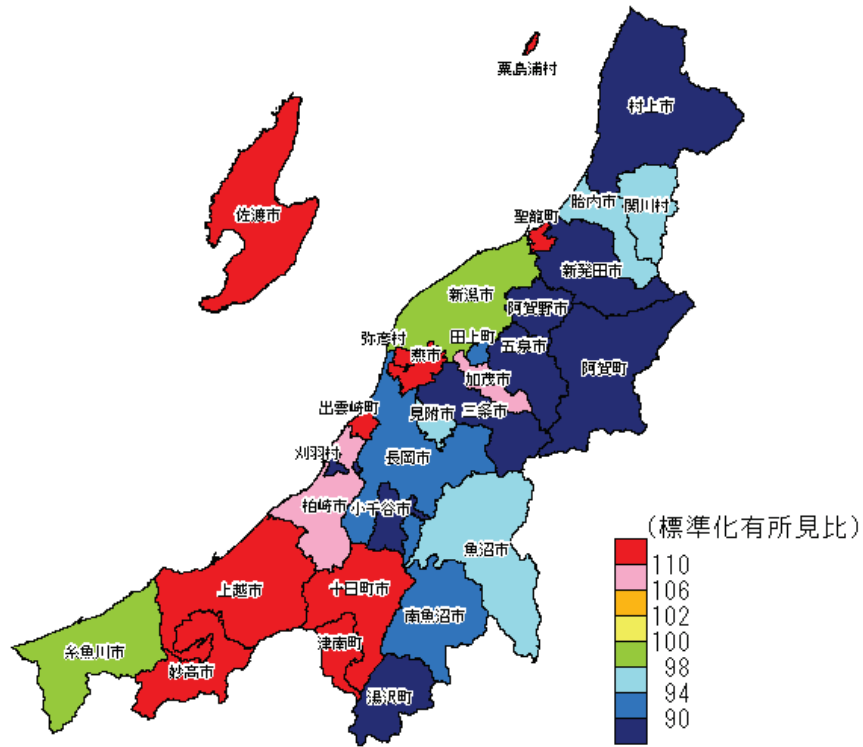 粟島浦村
村上市
佐渡市
胎内市
関川村
聖籠町
新発田市
新潟市
阿賀野市
弥彦村
田上町
五泉市
燕市
阿賀町
加茂市
出雲崎町
見附市
三条市
刈羽村
長岡市
柏崎市
小千谷市
魚沼市
上越市
十日町市
南魚沼市
糸魚川市
津南町
妙高市
湯沢町
(標準化有所見比)
110
106
102
100
98
94
90